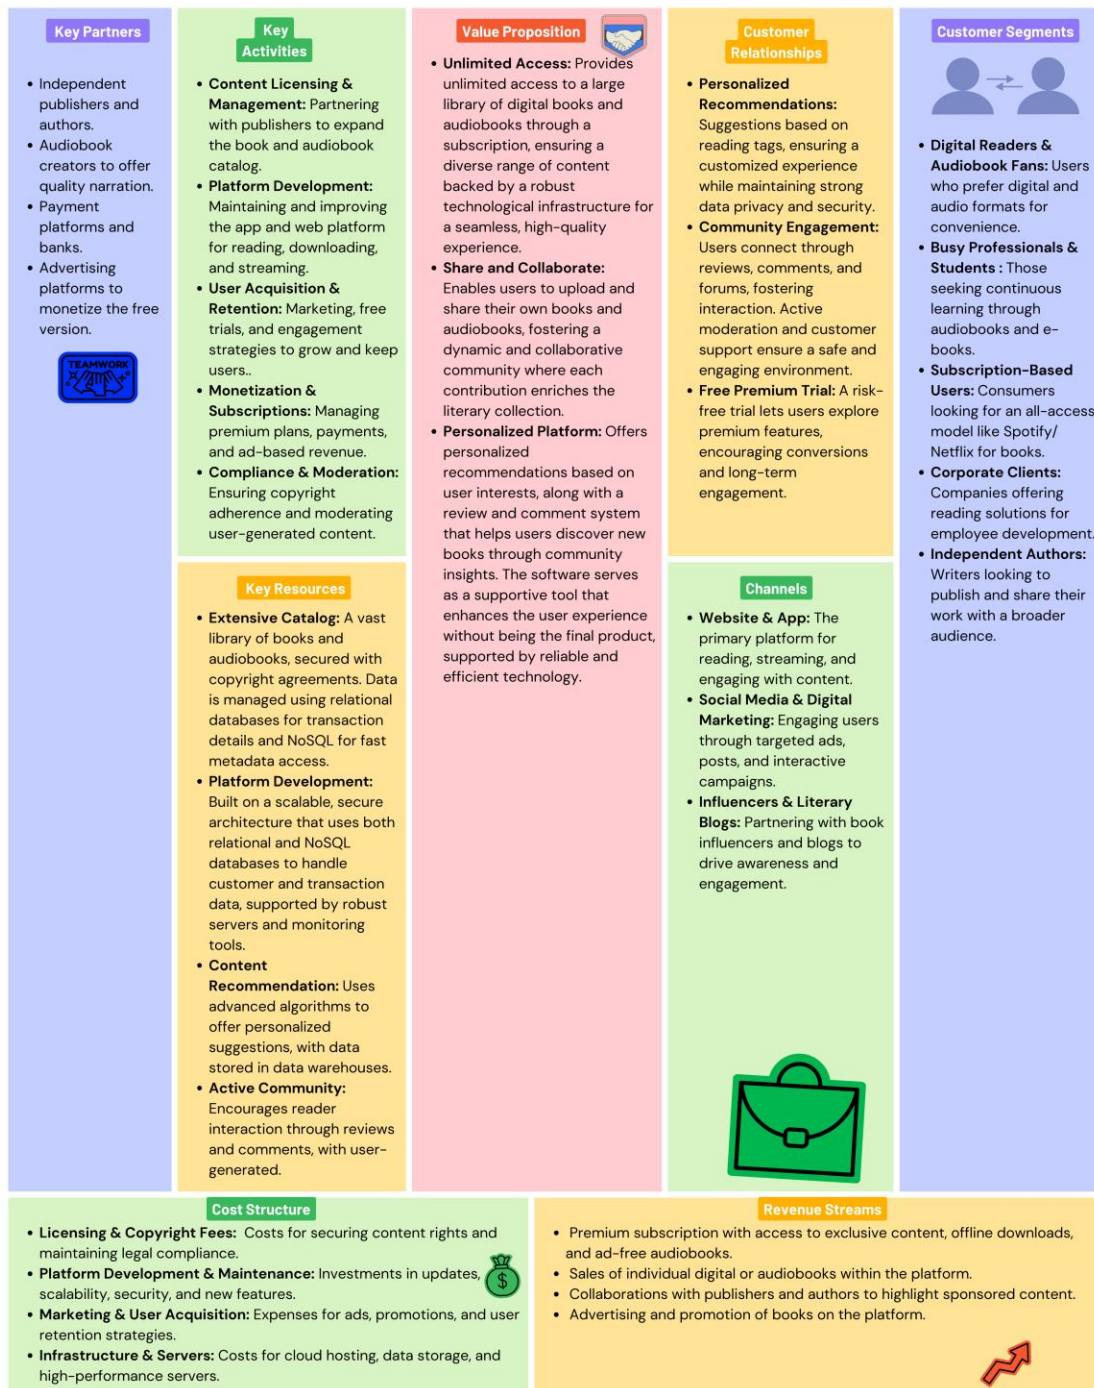 Key Partners
• Independent
publishers and
authors.
• Audiobook
creators to offer
quality narration.
• Payment
platforms and
banks.
• Advertising
platforms to
monetize the free
version.
TEAMWORK
Key
Activities
• Content Licensing &
Management: Partnering
with publishers to expand
the book and audiobook
catalog.
• Platform Development:
Maintaining and improving
the app and web platform
for reading, downloading,
and streaming.
• User Acquisition &
Retention: Marketing, free
trials, and engagement
strategies to grow and keep
users..
• Monetization &
Subscriptions: Managing
premium plans, payments,
and ad-based revenue.
• Compliance & Moderation:
Ensuring copyright
adherence and moderating
user-generated content.
Key Resources
• Extensive Catalog: A vast
library of books and
audiobooks, secured with
copyright agreements. Data
is managed using relational
databases for transaction
details and NoSQL for fast
metadata access.
• Platform Development:
Built on a scalable, secure
architecture that uses both
relational and NoSQL
databases to handle
customer and transaction
data, supported by robust
servers and monitoring
tools.
• Content
Recommendation: Uses
advanced algorithms to
offer personalized
suggestions, with data
stored in data warehouses.
• Active Community:
Encourages reader
interaction through reviews
and comments, with user-
generated.
Value Proposition
• Unlimited Access: Provides
unlimited access to a large
library of digital books and
audiobooks through a
subscription, ensuring a
diverse range of content
backed by a robust
technological infrastructure for
a seamless, high-quality
experience.
• Share and Collaborate:
Enables users to upload and
share their own books and
audiobooks, fostering a
dynamic and collaborative
community where each
contribution enriches the
literary collection.
• Personalized Platform: Offers
personalized
recommendations based on
user interests, along with a
review and comment system
that helps users discover new
books through community
insights. The software serves
as a supportive tool that
enhances the user experience
without being the final product,
supported by reliable and
efficient technology.
Customer
Relationships
• Personalized
Recommendations:
Suggestions based on
reading tags, ensuring a
customized experience
while maintaining strong
data privacy and security.
• Community Engagement:
Users connect through
reviews, comments, and
forums, fostering
interaction. Active
moderation and customer
support ensure a safe and
engaging environment.
• Free Premium Trial: A risk-
free trial lets users explore
premium features,
encouraging conversions
and long-term
engagement.
Channels
• Website & App: The
primary platform for
reading, streaming, and
engaging with content.
• Social Media & Digital
Marketing: Engaging users
through targeted ads,
posts, and interactive
campaigns.
• Influencers & Literary
Blogs: Partnering with book
influencers and blogs to
drive awareness and
engagement.
Customer Segments
• Digital Readers &
Audiobook Fans: Users
who prefer digital and
audio formats for
convenience.
• Busy Professionals &
Students : Those
seeking continuous
learning through
audiobooks and e-
books.
• Subscription-Based
Users: Consumers
looking for an all-access
model like Spotify/
Netflix for books.
• Corporate Clients:
Companies offering
reading solutions for
employee development.
• Independent Authors:
Writers looking to
publish and share their
work with a broader
audience.
Cost Structure
• Licensing & Copyright Fees: Costs for securing content rights and
maintaining legal compliance.
• Platform Development & Maintenance: Investments in updates,
scalability, security, and new features.
$
• Marketing & User Acquisition: Expenses for ads, promotions, and user
retention strategies.
• Infrastructure & Servers: Costs for cloud hosting, data storage, and
high-performance servers.
Revenue Streams
• Premium subscription with access to exclusive content, offline downloads,
and ad-free audiobooks.
• Sales of individual digital or audiobooks within the platform.
• Collaborations with publishers and authors to highlight sponsored content.
• Advertising and promotion of books on the platform.